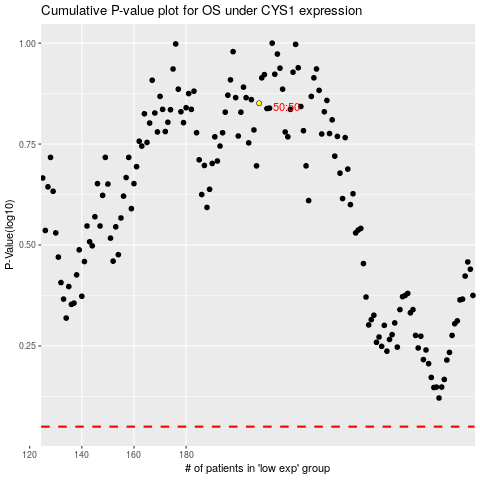 Cumulative P-value plot for OS under CYS1 expression
P-Value(log10)
1.00
0.75
0.50
0.25
50:50
120 140 160 180
# of patients in 'low exp' group